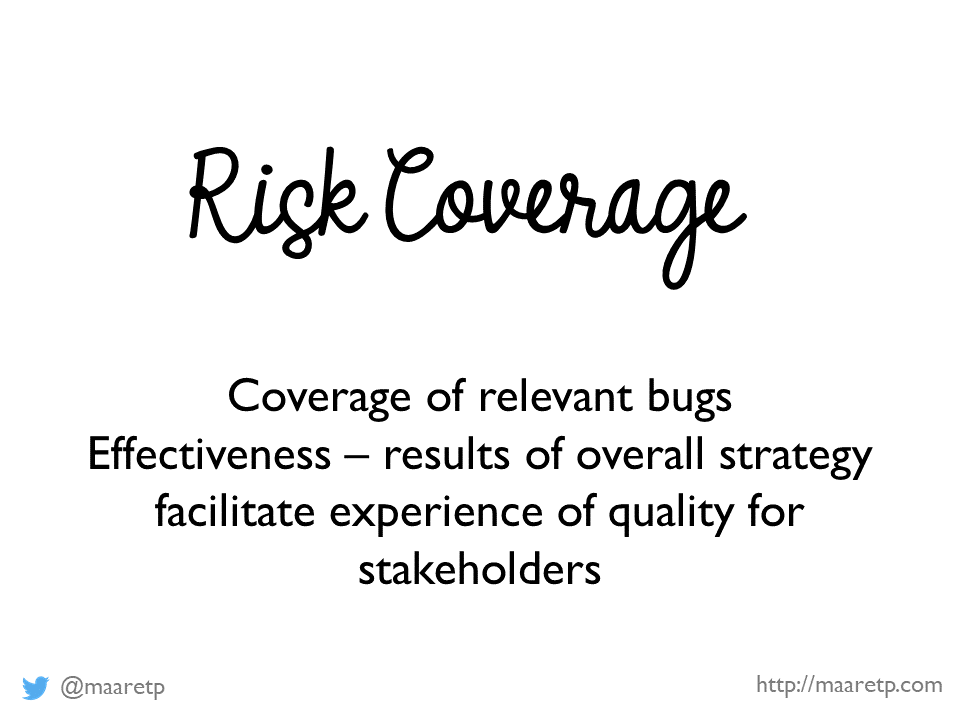 Risk Coverage
Coverage of relevant bugs
Effectiveness – results of overall strategy
facilitate experience of quality for
stakeholders
@maaretp
http://maaretp.com